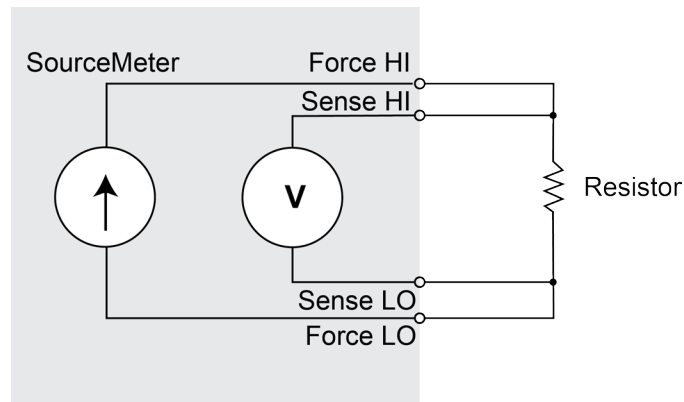 SourceMeter
Force HI
Sense HI
V
Resistor
Sense LO
Force LO